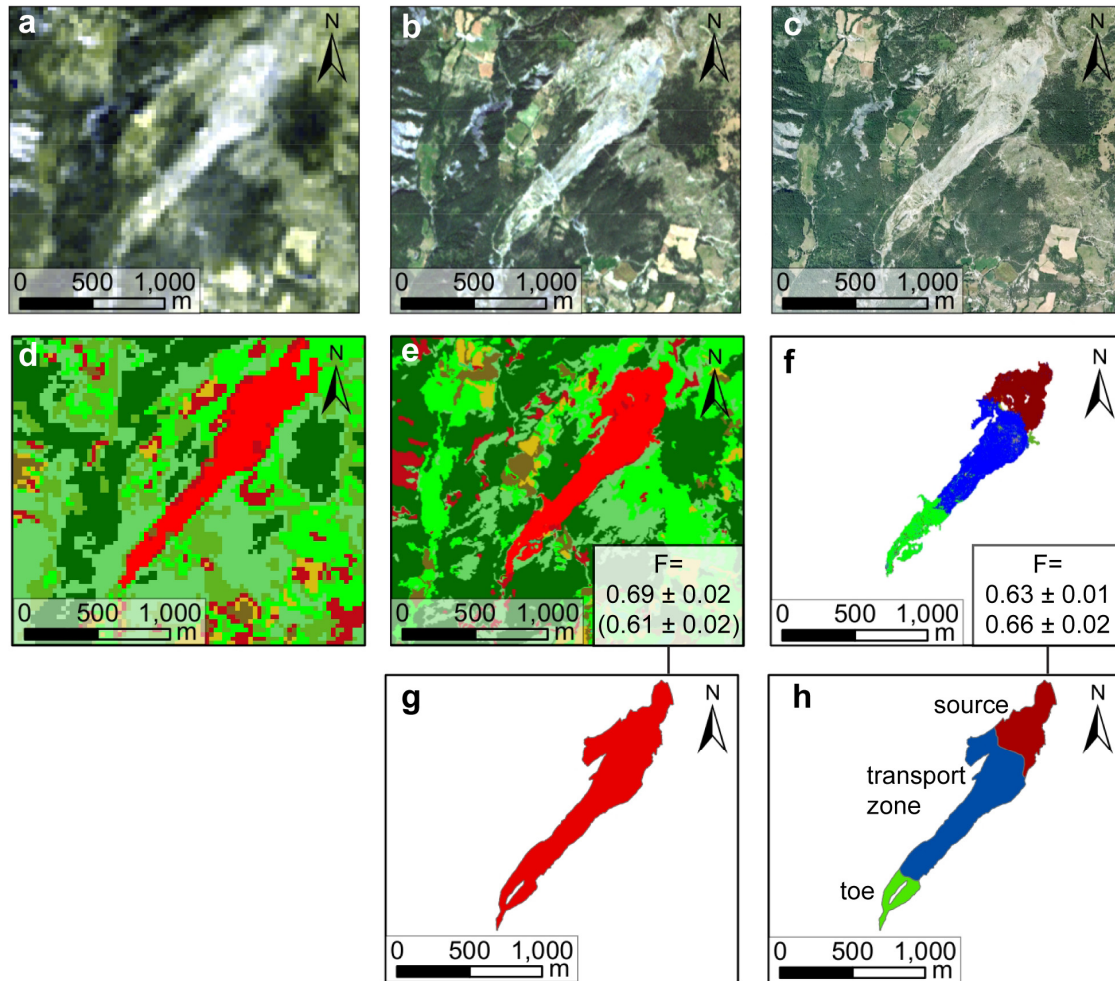 a
N
0 500 1,000
m
b
N
0 500 1,000
m
c
N
0 500 1,000
m
d
N
0 500 1,000
m
e
N
0 500 1,000
m
F=
0.69 ± 0.02
(0.61 ± 0.02)
f
N
0 500 1,000
m
F=
0.63 ± 0.01
0.66 ± 0.02
g
N
0 500 1,000
m
h
N
source
transport
zone
toe
0 500 1,000
m